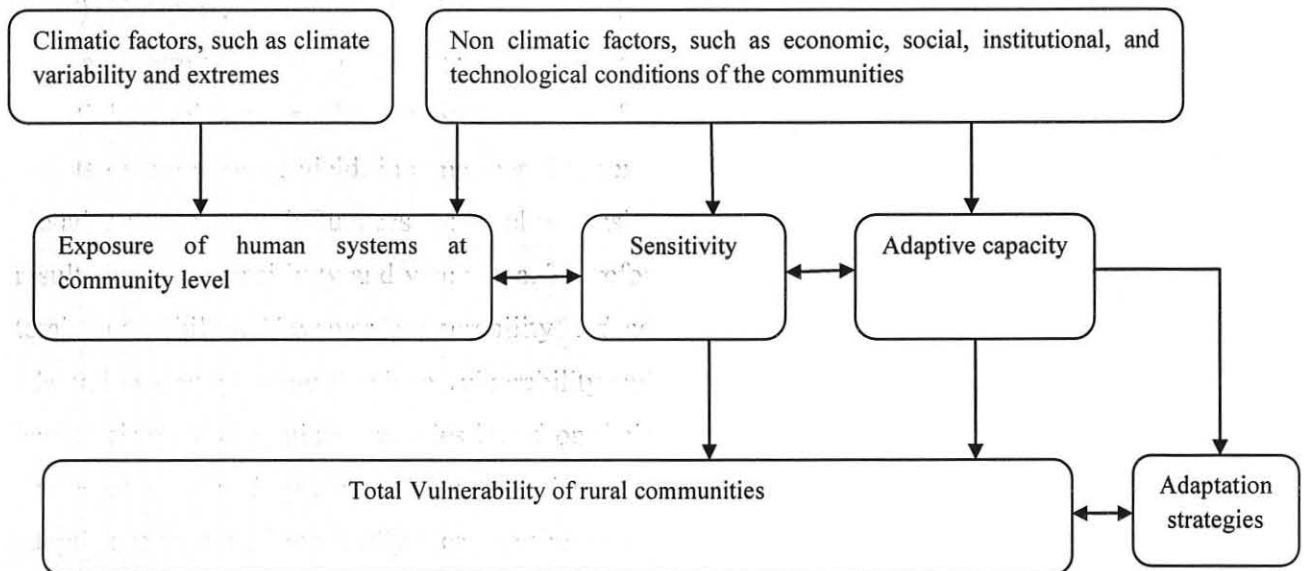 Climatic factors, such as climate
variability and extremes
Non climatic factors, such as economic, social, institutional, and
technological conditions of the communities
Exposure of human systems at
community level
Sensitivity
Adaptive capacity
Total Vulnerability of rural communities
Adaptation
strategies